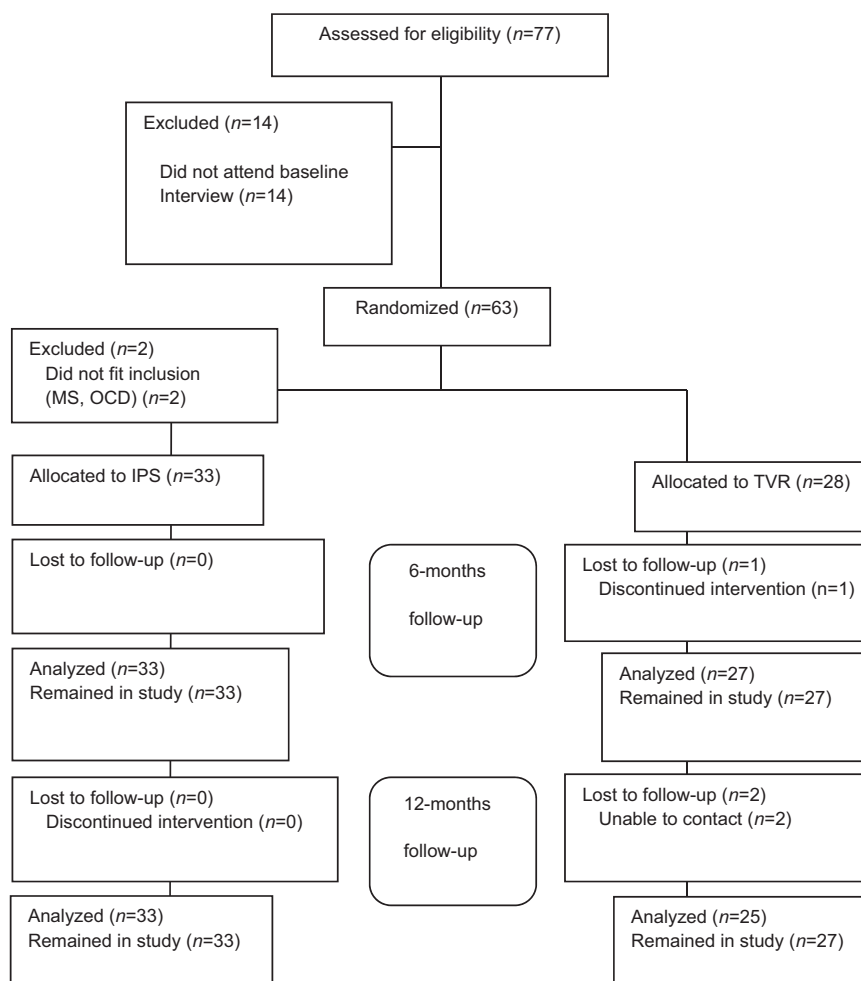 Assessed for eligibility (n=77)
Excluded (n=14)
Did not attend baseline
Interview (n=14)
Randomized (n=63)
Excluded (n=2)
Did not fit inclusion
(MS, OCD) (n=2)
Allocated to IPS (n=33)
Allocated to TVR (n=28)
Lost to follow-up (n=0)
6-months
follow-up
Lost to follow-up (n=1)
Discontinued intervention (n=1)
Analyzed (n=33)
Remained in study (n=33)
Analyzed (n=27)
Remained in study (n=27)
Lost to follow-up (n=0)
Discontinued intervention (n=0)
12-months
follow-up
Lost to follow-up (n=2)
Unable to contact (n=2)
Analyzed (n=33)
Remained in study (n=33)
Analyzed (n=25)
Remained in study (n=27)